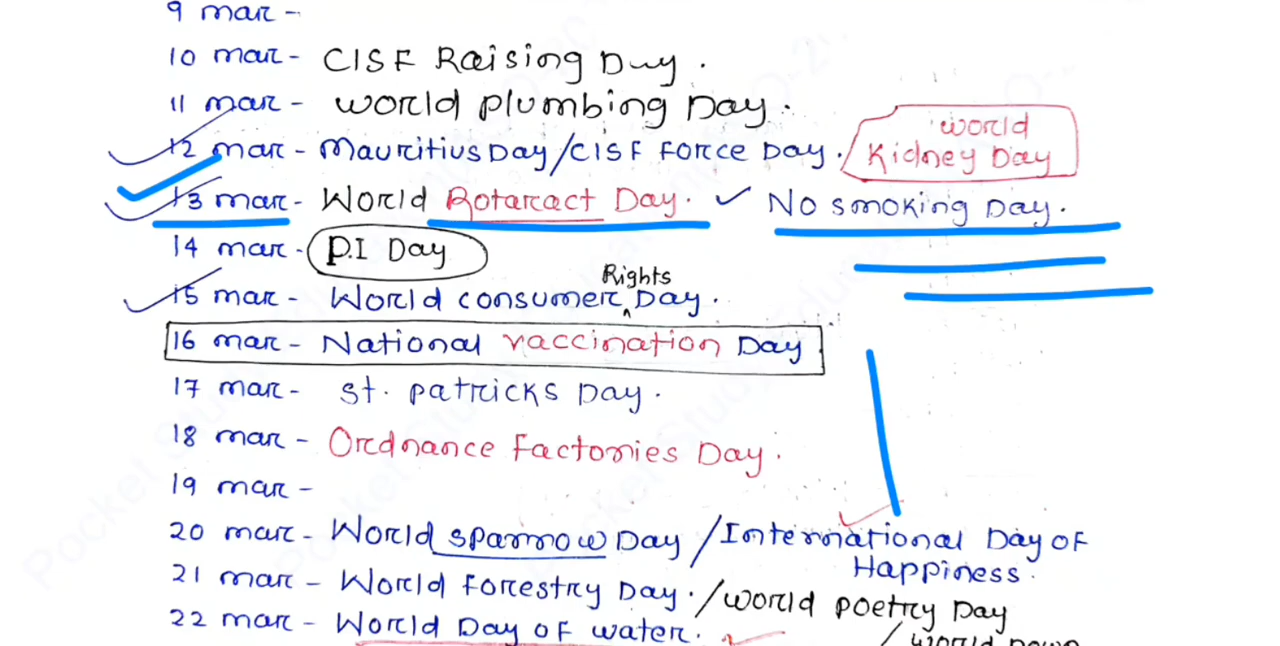 9 mar -
10 mar - CISF Raising Day.
11 mar - World plumbing Day.
12 mar - Mauritius Day/CISF Force Day. / World Kidney Day
13 mar - World Rotaract Day. ✓ No smoking Day.
14 mar - P.I Day
15 mar - World consumer Rights Day.
16 mar - National vaccination Day
17 mar - St. patricks Day.
18 mar - Ordnance Factories Day.
19 mar -
20 mar - World sparrow Day /International Day of Happiness.
21 mar - World Forestry Day. /World poetry Day
/ World Down
22 mar - World Day of water.
Pocket Stud